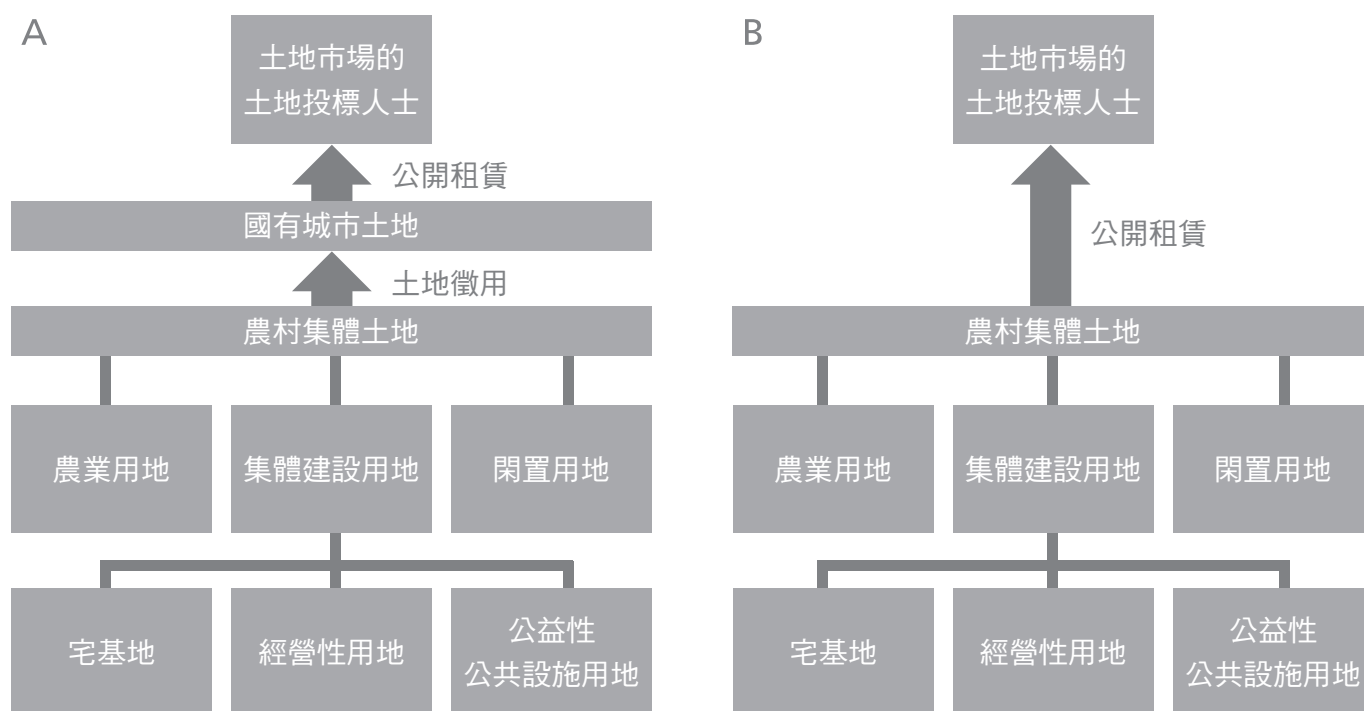 A
土地市場的
土地投標人士
公開租賃
國有城市土地
土地徵用
農村集體土地
農業用地
集體建設用地
閑置用地
宅基地
經營性用地
公益性
公共設施用地
B
土地市場的
土地投標人士
公開租賃
農村集體土地
農業用地
集體建設用地
閑置用地
宅基地
經營性用地
公益性
公共設施用地